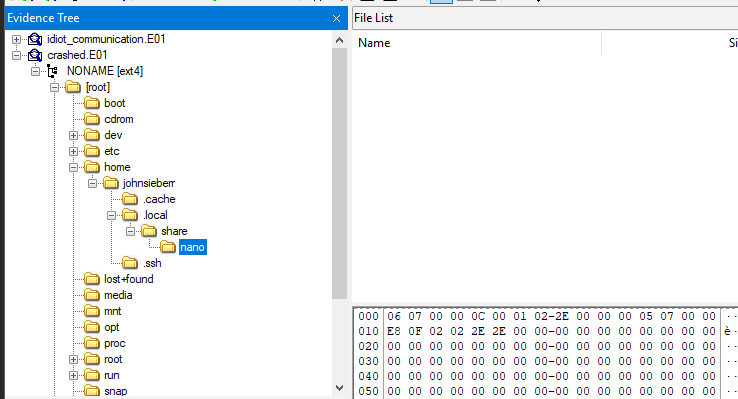 Evidence Tree
idiot_communication.E01
crashed.E01
NONAME [ext4]
[root]
boot
cdrom
dev
etc
home
johnsieberr
.cache
.local
share
nano
.ssh
lost+found
media
mnt
opt
proc
root
run
snap
File List
Name Si
000 06 07 00 00 0C 00 01 02-2E 00 00 00 05 07 00 00 ··
010 E8 0F 02 02 2E 2E 00 00-00 00 00 00 00 00 00 00 è·
020 00 00 00 00 00 00 00 00-00 00 00 00 00 00 00 00 ··
030 00 00 00 00 00 00 00 00-00 00 00 00 00 00 00 00 ··
040 00 00 00 00 00 00 00 00-00 00 00 00 00 00 00 00 ··
050 00 00 00 00 00 00 00 00-00 00 00 00 00 00 00 00 ··